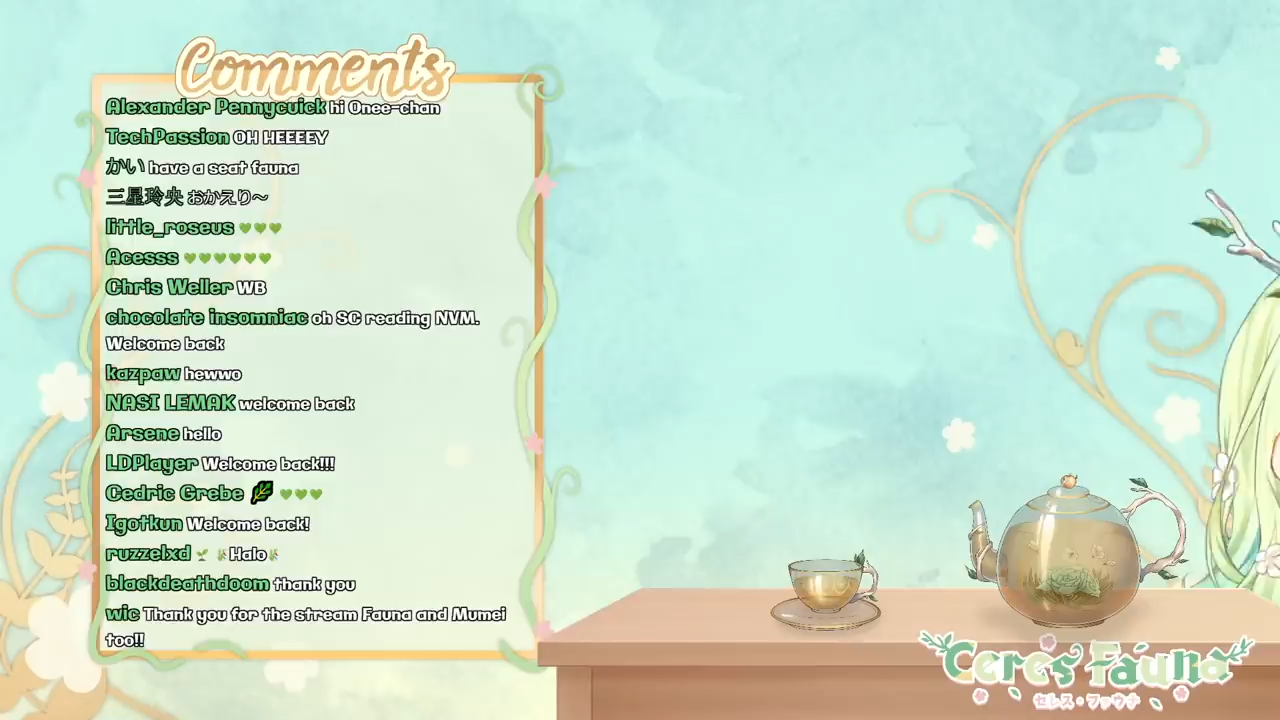 Comments
Alexander Pennycuick hi Onee-chan
TechPassion OH HEEEEY
かい have a seat fauna
三星玲央 おかえり～
little_roseus 💚💚💚
Acesss 💚💚💚💚💚💚
Chris Weller WB
chocolate insomniac oh SC reading NVM.
Welcome back
kazpaw hewwo
NASI LEMAK welcome back
Arsene hello
LDPlayer Welcome back!!!
Cedric Grebe 💚💚💚
Igotkun Welcome back!
ruzzelxd 🌱 🌿Halo🌿
blackdeathdoom thank you
wic Thank you for the stream Fauna and Mumei
too!!
Ceres Fauna
セレス・ファウナ